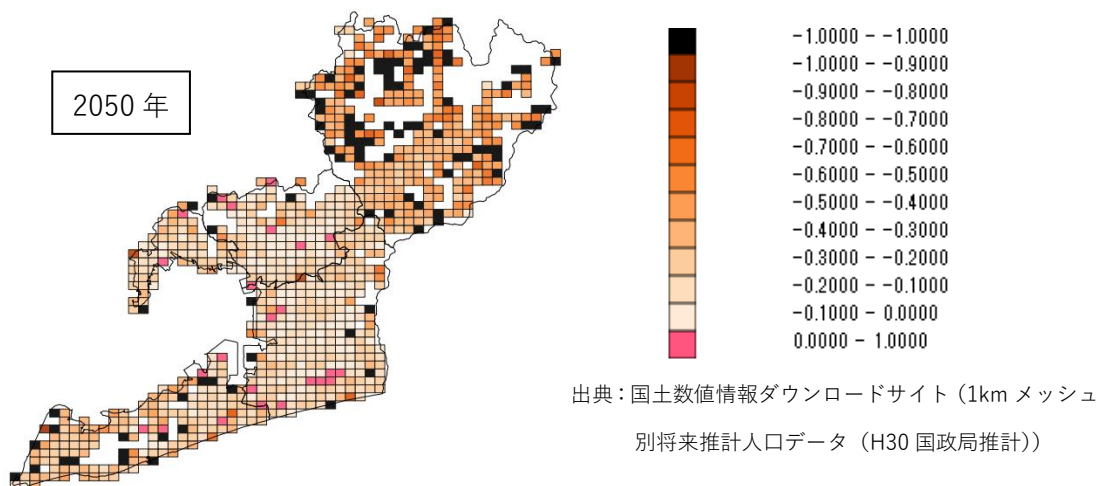 2050 年
-1.0000 - -1.0000
-1.0000 - -0.9000
-0.9000 - -0.8000
-0.8000 - -0.7000
-0.7000 - -0.6000
-0.6000 - -0.5000
-0.5000 - -0.4000
-0.4000 - -0.3000
-0.3000 - -0.2000
-0.2000 - -0.1000
-0.1000 - 0.0000
0.0000 - 1.0000
出典：国土数値情報ダウンロードサイト（1km メッシュ
別将来推計人口データ（H30 国政局推計））